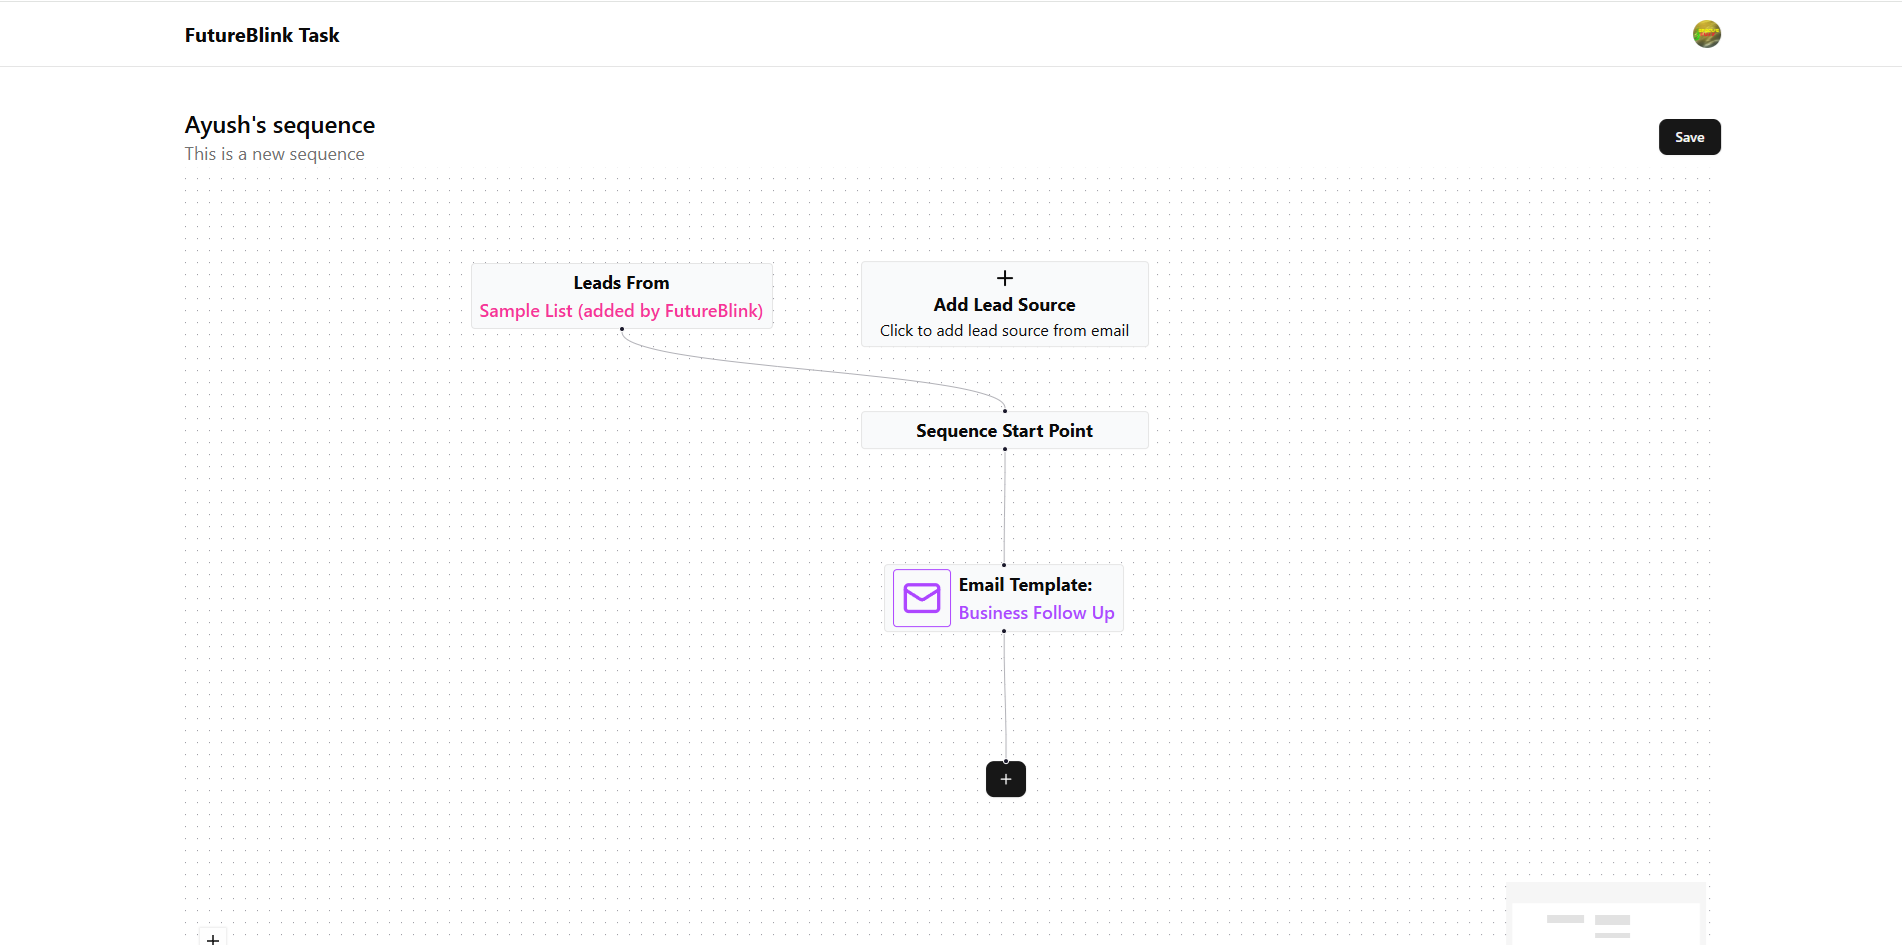 FutureBlink Task
Ayush's sequence
This is a new sequence
Save
Leads From
Sample List (added by FutureBlink)
Add Lead Source
Click to add lead source from email
Sequence Start Point
Email Template:
Business Follow Up